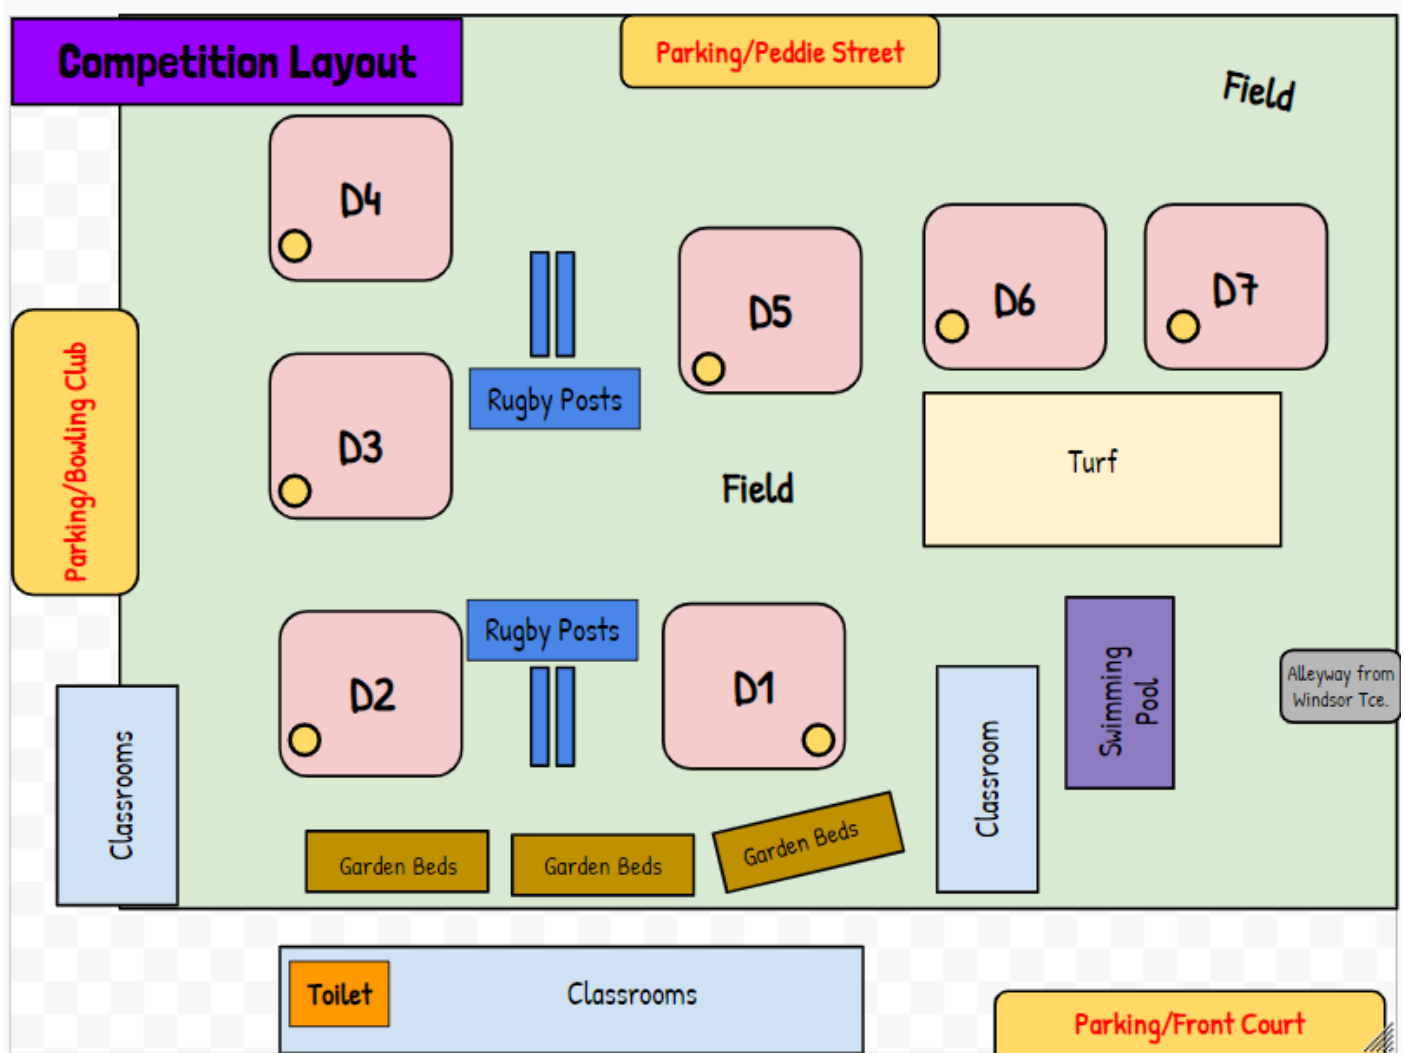 Competition Layout
Parking/Peddie Street
Field
D4
D5
D6
D7
Parking/Bowling Club
Rugby Posts
D3
Turf
Field
Rugby Posts
D2
D1
Swimming
Pool
Alleyway from
Windsor Tce.
Classrooms
Classroom
Garden Beds
Garden Beds
Garden Beds
Toilet
Classrooms
Parking/Front Court